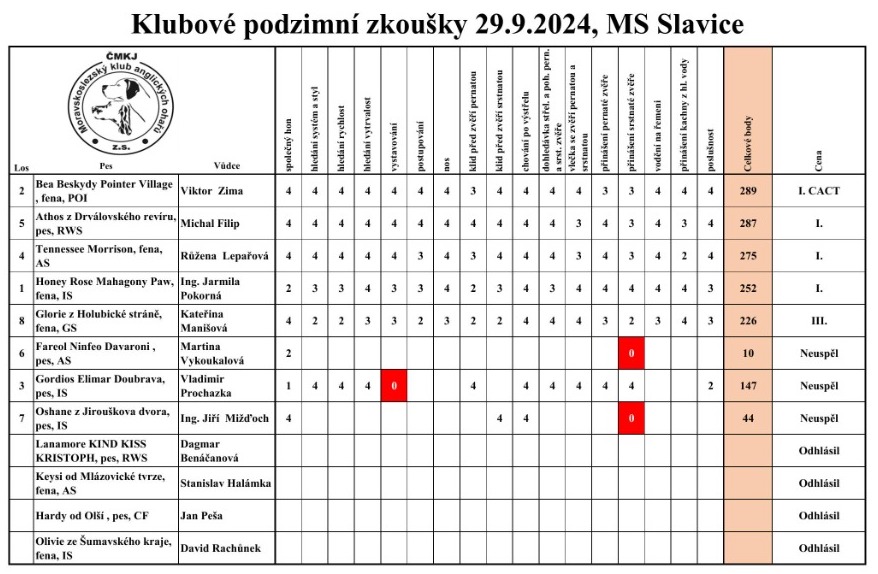 Klubové podzimní zkoušky 29.9.2024, MS Slavice
ČMKJ
Moravskoslezský klub anglických ohařů
z.s.
Los Pes Vůdce společný hon hledání systém a styl hledání rychlost hledání vytrvalost vystavování postupování nos klid před zvěří pernatou klid před zvěří srstnatou chování po výstřelu dohledávka střel. a poh. pern. a srst. zvěře vlečka se zvěří pernatou a srstnatou přinášení pernaté zvěře přinášení srstnaté zvěře vodění na řemeni přinášení kachny z hl. vody poslušnost Celkové body Cena
2 Bea Beskydy Pointer Village , fena, POI Viktor Zima 4 4 4 4 4 4 4 3 4 4 4 4 3 3 4 4 4 289 I. CACT
5 Athos z Drválovského revíru, pes, RWS Michal Filip 4 4 4 4 4 4 4 4 4 4 4 3 4 3 4 3 4 287 I.
4 Tennessee Morrison, fena, AS Růžena Lepařová 4 4 4 4 4 3 4 3 4 4 4 3 4 3 4 2 4 275 I.
1 Honey Rose Mahagony Paw, fena, IS Ing. Jarmila Pokorná 2 3 3 4 3 3 4 2 3 4 3 4 4 4 4 4 3 252 I.
8 Glorie z Holubické stráně, fena, GS Kateřina Manišová 4 2 2 3 3 2 3 2 2 4 4 4 3 2 3 4 3 226 III.
6 Fareol Ninfeo Davaroni , pes, AS Martina Vykoukalová 2 0 10 Neuspěl
3 Gordios Elimar Doubrava, pes, IS Vladimir Prochazka 1 4 4 4 0 4 4 4 4 4 4 2 147 Neuspěl
7 Oshane z Jirouškova dvora, pes, IS Ing. Jiří Mižďoch 4 4 4 0 44 Neuspěl
Lanamore KIND KISS KRISTOPH, pes, RWS Dagmar Benáčanová Odhlásil
Keysi od Mlázovické tvrze, fena, AS Stanislav Halámka Odhlásil
Hardy od Olší , pes, CF Jan Peša Odhlásil
Olivie ze Šumavského kraje, fena, IS David Rachůnek Odhlásil